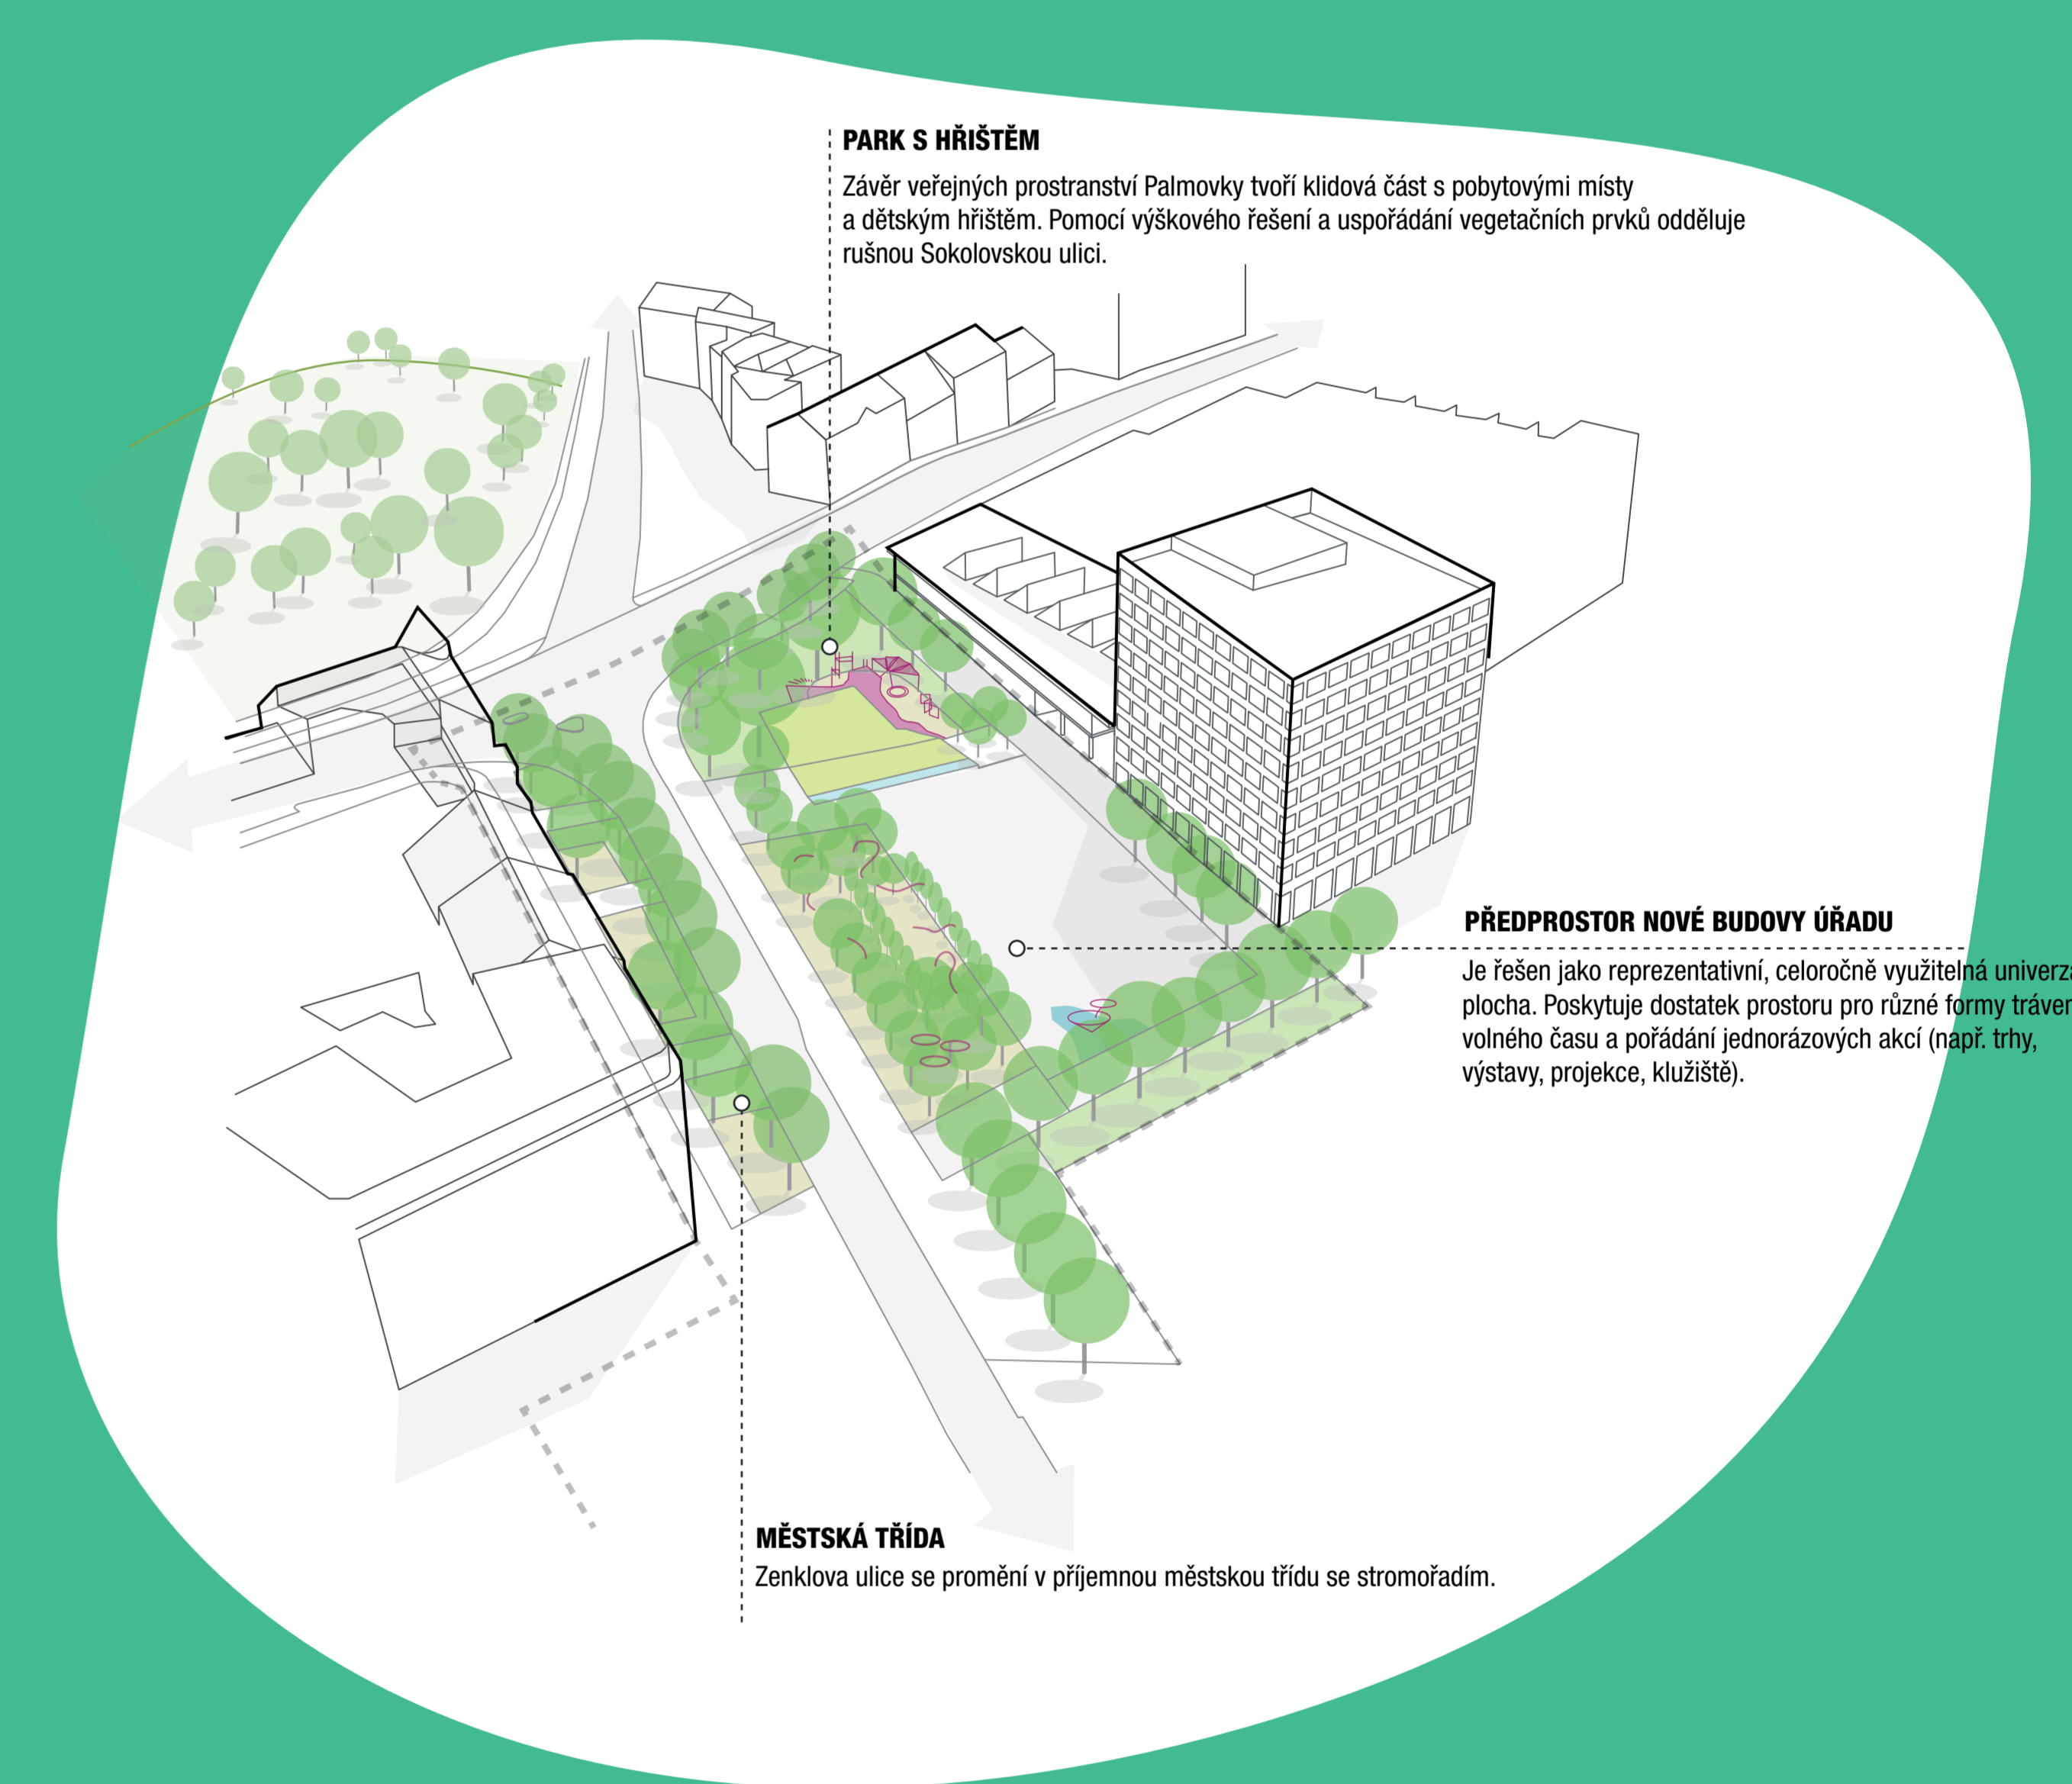 PARK S HŘIŠTĚM
Závěr veřejných prostranství Palmovky tvoří klidová část s pobytovými místy
a dětským hřištěm. Pomocí výškového řešení a uspořádání vegetačních prvků odděluje
rušnou Sokolovskou ulici.
PŘEDPROSTOR NOVÉ BUDOVY ÚŘADU
Je řešen jako reprezentativní, celoročně využitelná
plocha. Poskytuje dostatek prostoru pro různé formy
volného času a pořádání jednorázových akcí (např. trhy,
výstavy, projekce, kluziště).
MĚSTSKÁ TŘÍDA
Zenklova ulice se promění v příjemnou městskou třídu se stromořadím.